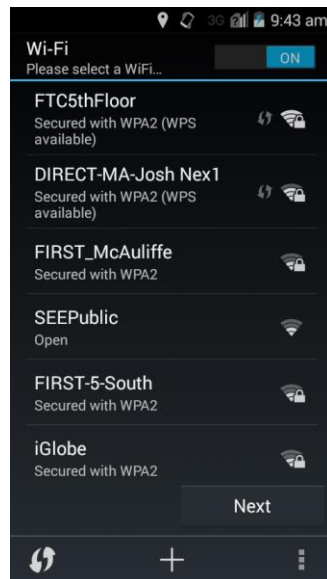 3G 9:43 am
Wi-Fi
ON
Please select a WiFi...
FTC5thFloor
Secured with WPA2 (WPS
available)
DIRECT-MA-Josh Nex1
Secured with WPA2 (WPS
available)
FIRST_McAuliffe
Secured with WPA2
SEEPublic
Open
FIRST-5-South
Secured with WPA2
iGlobe
Secured with WPA2
Next